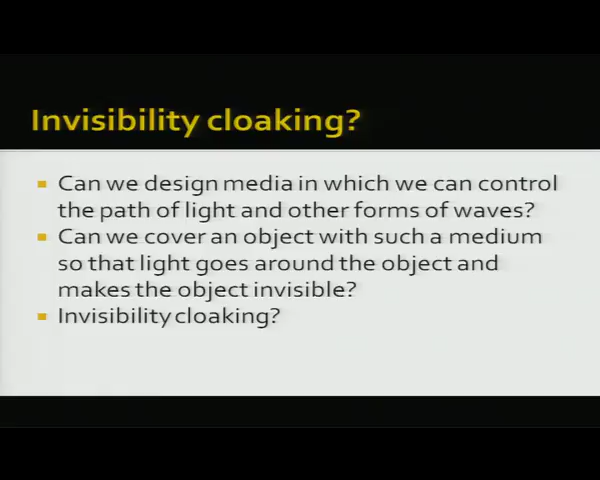 Invisibility cloaking?
Can we design media in which we can control
the path of light and other forms of waves?
Can we cover an object with such a medium
so that light goes around the object and
makes the object invisible?
Invisibility cloaking?